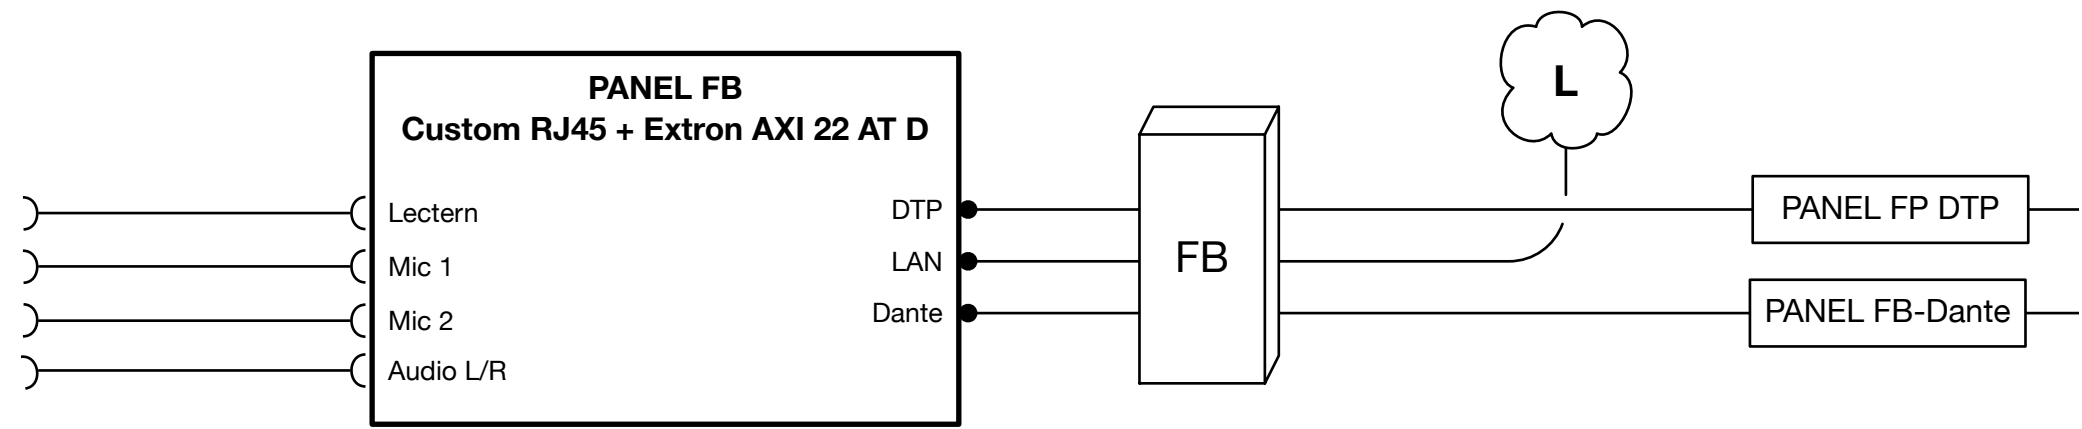 PANEL FB
Custom RJ45 + Extron AXI 22 AT D
Lectern
Mic 1
Mic 2
Audio L/R
DTP
LAN
Dante
FB
L
PANEL FP DTP
PANEL FB-Dante